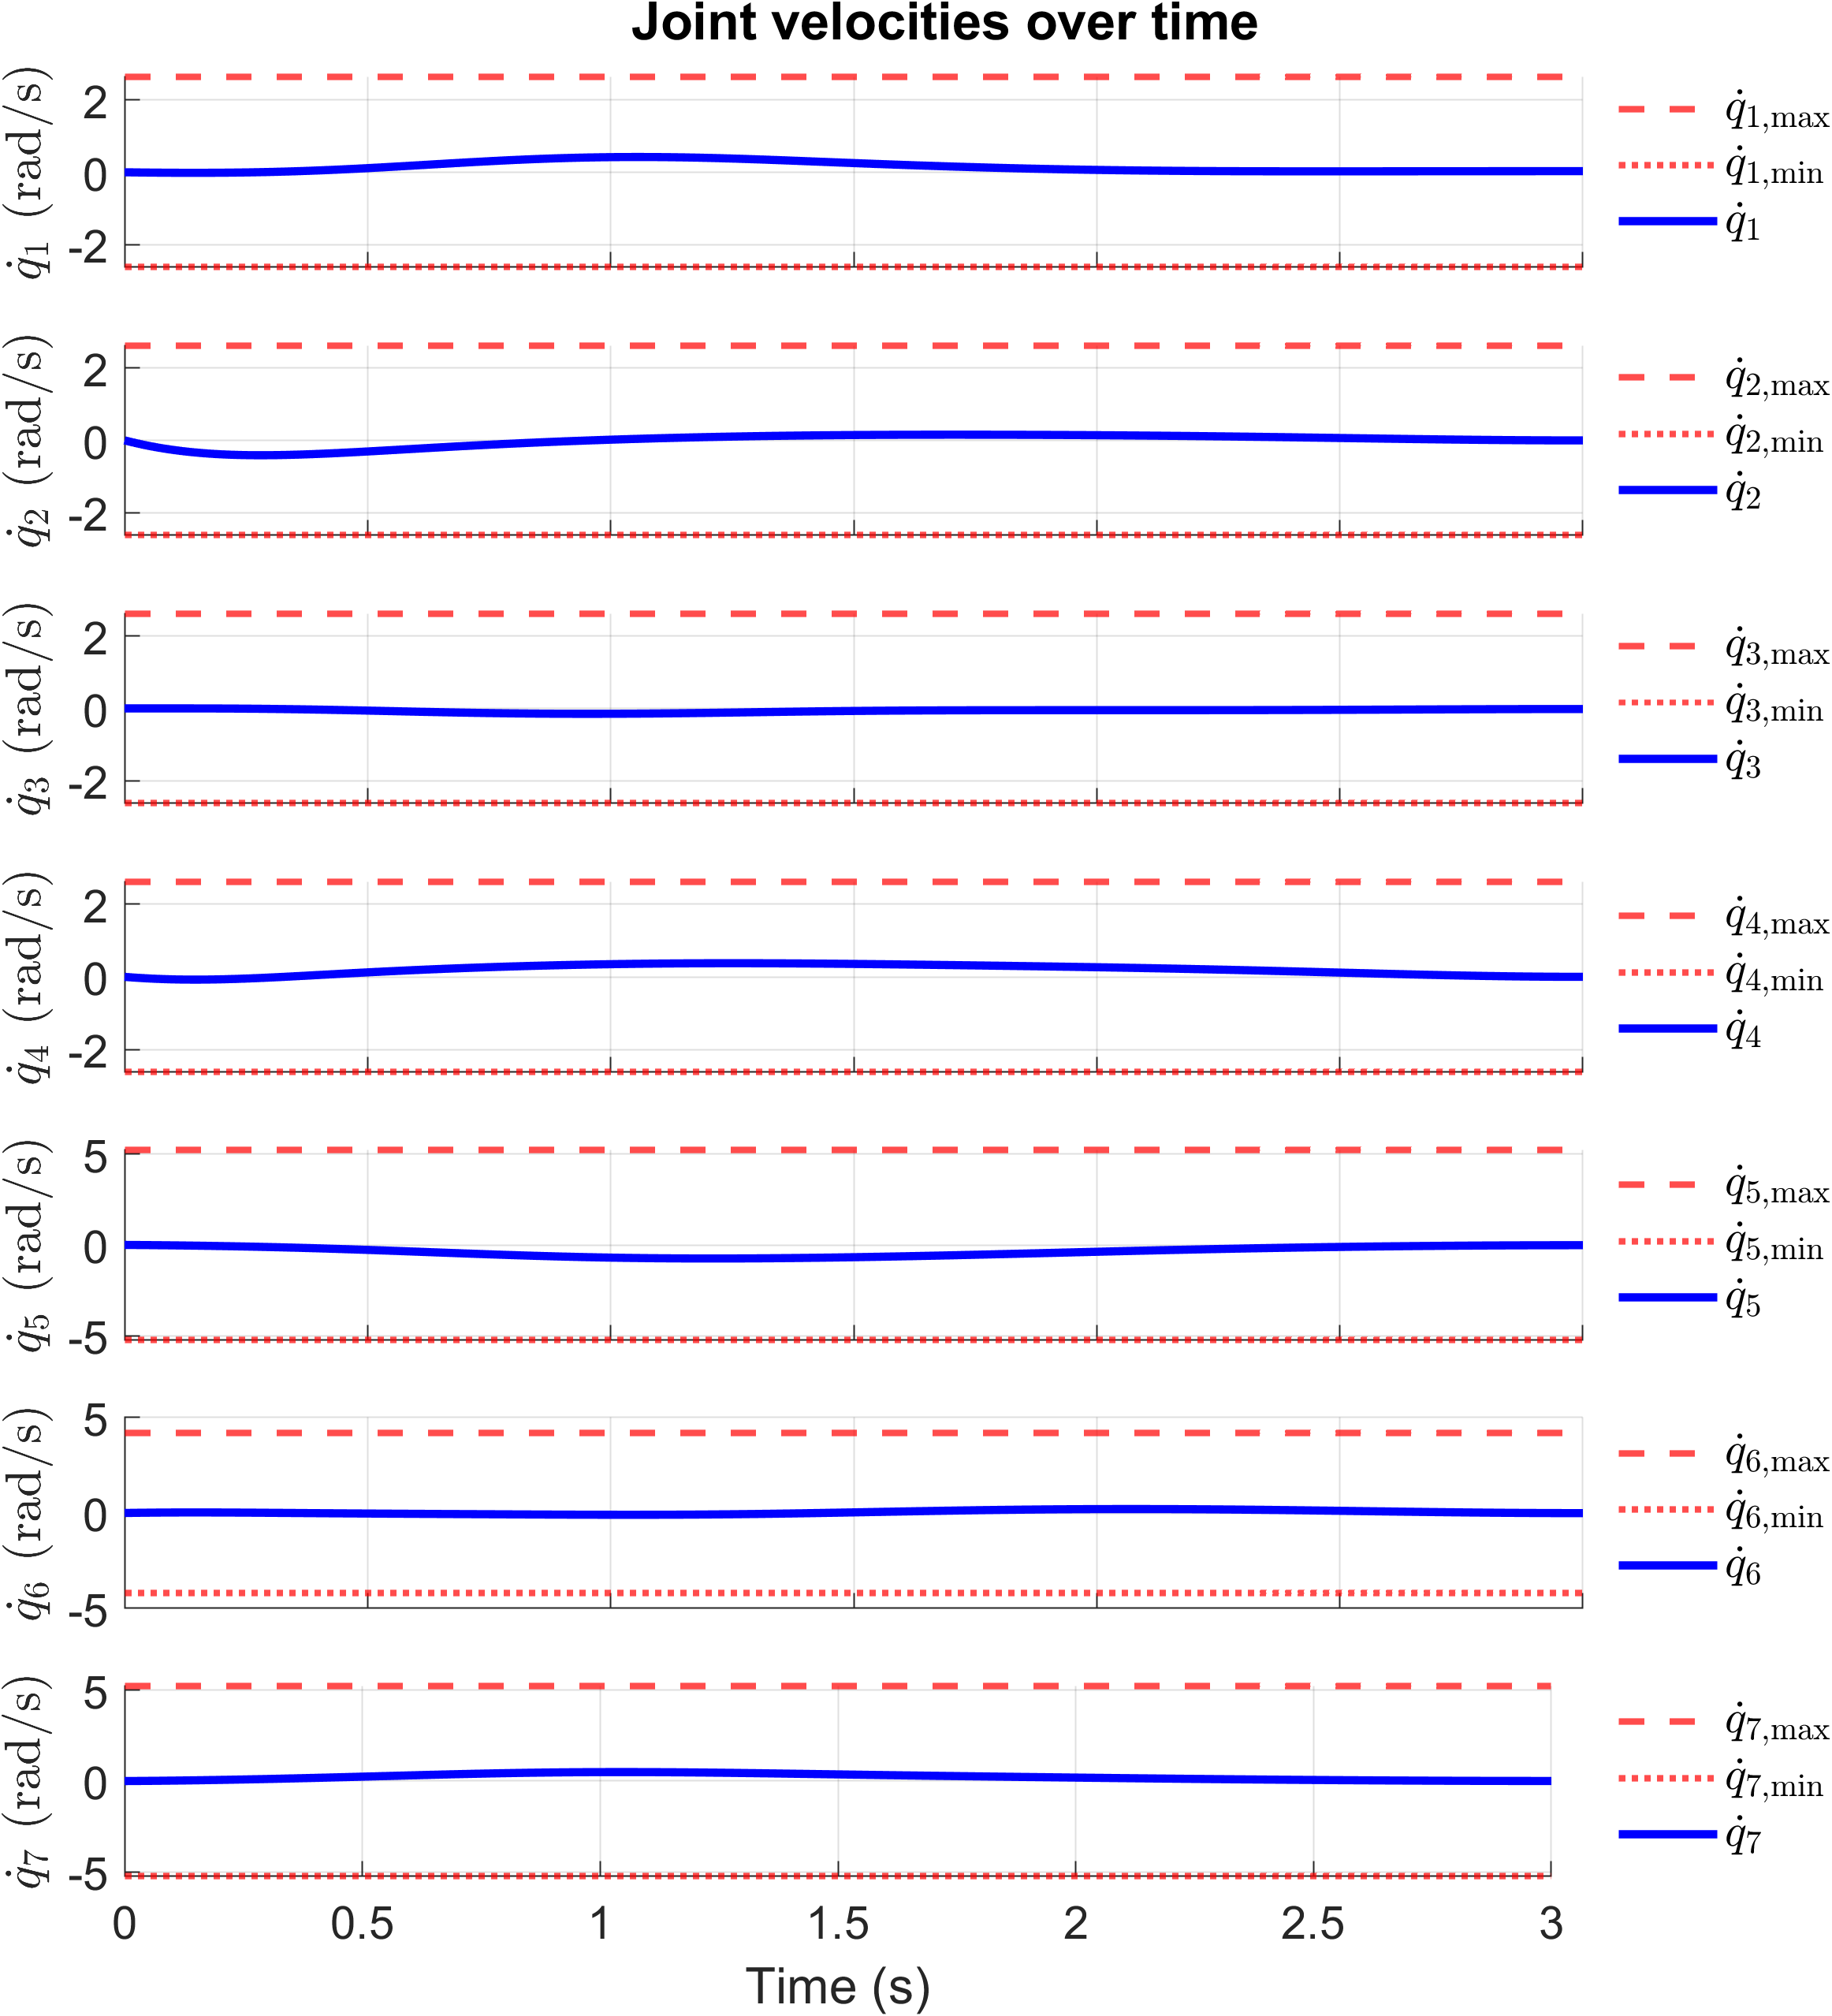 Joint velocities over time
q̇1 (rad/s)
2
0
-2
q̇1,max
q̇1,min
q̇1
q̇2 (rad/s)
2
0
-2
q̇2,max
q̇2,min
q̇2
q̇3 (rad/s)
2
0
-2
q̇3,max
q̇3,min
q̇3
q̇4 (rad/s)
2
0
-2
q̇4,max
q̇4,min
q̇4
q̇5 (rad/s)
5
0
-5
q̇5,max
q̇5,min
q̇5
q̇6 (rad/s)
5
0
-5
q̇6,max
q̇6,min
q̇6
q̇7 (rad/s)
5
0
-5
q̇7,max
q̇7,min
q̇7
0 0.5 1 1.5 2 2.5 3
Time (s)